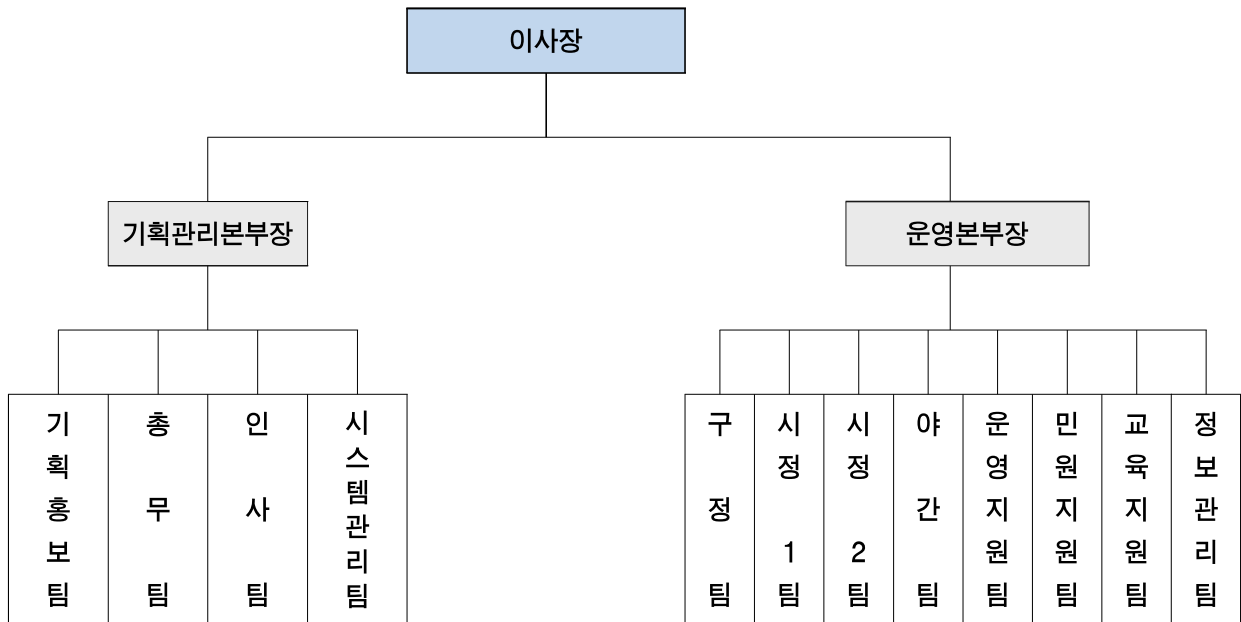 이사장
기획관리본부장
운영본부장
기획홍보팀
총무팀
인사팀
시스템관리팀
구정팀
시정1팀
시정2팀
야간팀
운영지원팀
민원지원팀
교육지원팀
정보관리팀